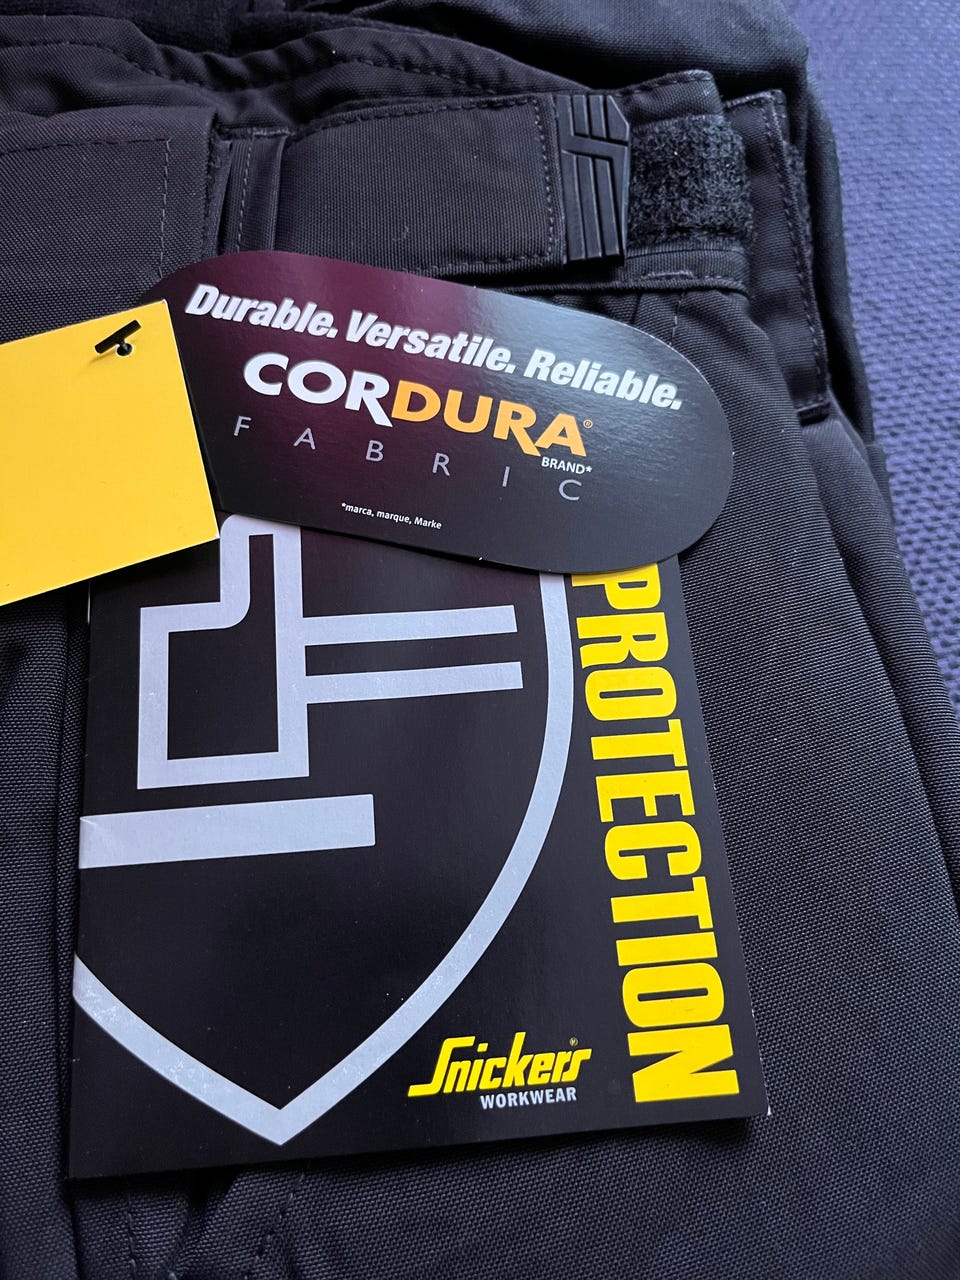 Durable. Versatile. Reliable.
CORDURA®
BRAND*
FABRIC
*marca, marque, Marke
PROTECTION
Snickers®
WORKWEAR